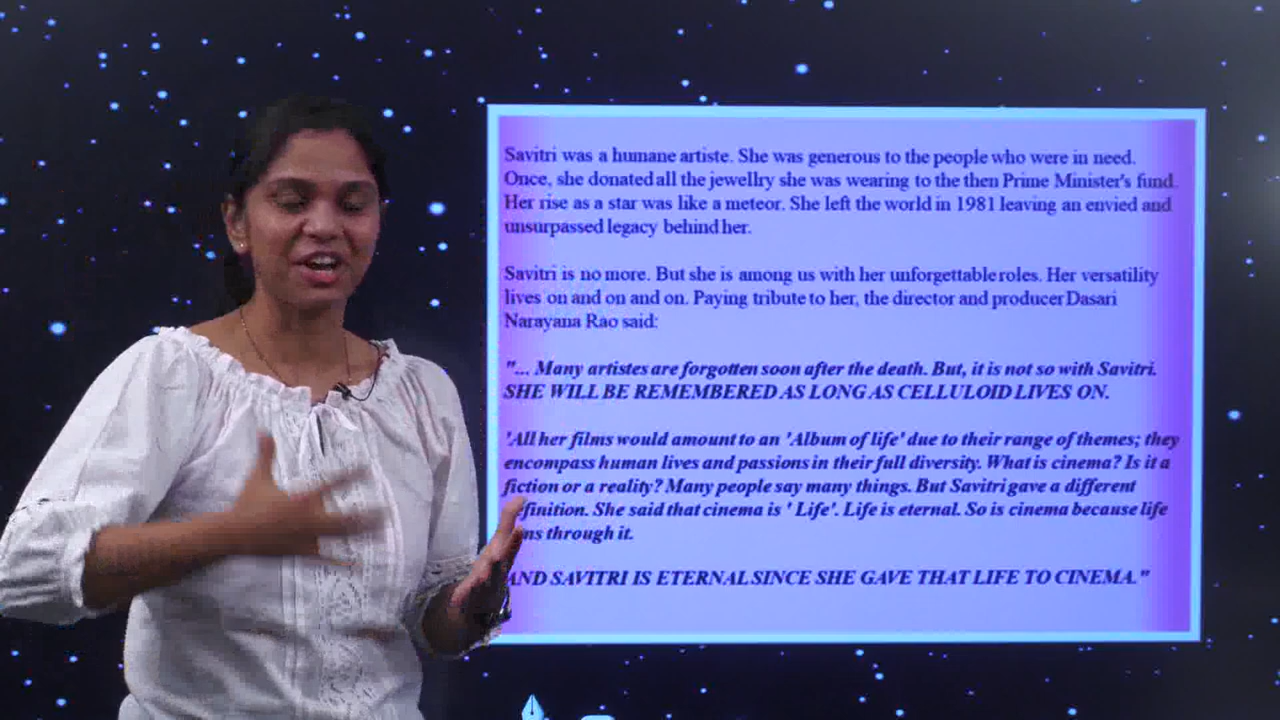 Savitri was a humane artiste. She was generous to the people who were in need.
Once, she donated all the jewellry she was wearing to the then Prime Minister's fund.
Her rise as a star was like a meteor. She left the world in 1981 leaving an envied and
unsurpassed legacy behind her.
Savitri is no more. But she is among us with her unforgettable roles. Her versatility
lives on and on and on. Paying tribute to her, the director and producer Dasari
Narayana Rao said:
"... Many artistes are forgotten soon after the death. But, it is not so with Savitri.
SHE WILL BE REMEMBERED AS LONG AS CELLULOID LIVES ON.
'All her films would amount to an 'Album of life' due to their range of themes; they
encompass human lives and passions in their full diversity. What is cinema? Is it a
fiction or a reality? Many people say many things. But Savitri gave a different
She said that cinema is ' Life'. Life is eternal. So is cinema because life
through it.
AND SAVITRI IS ETERNAL SINCE SHE GAVE THAT LIFE TO CINEMA."